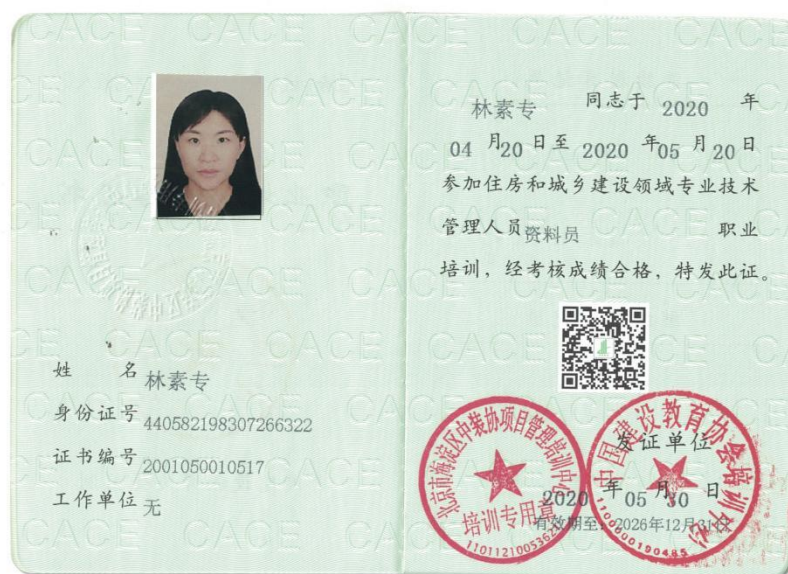 姓 名 林素专
身份证号 440582198307266322
证书编号 2001050010517
工作单位 无
林素专 同志于 2020 年
04 月 20 日至 2020 年 05 月 20 日
参加住房和城乡建设领域专业技术
管理人员 资料员 职业
培训，经考核成绩合格，特发此证。
北京市海淀区中装协项目管理培训中心
培训专用章
中国建设教育协会培训中心
1100000190485
发证单位
2020 年 05 月 30 日
有效期至：2026年12月31日
CACE